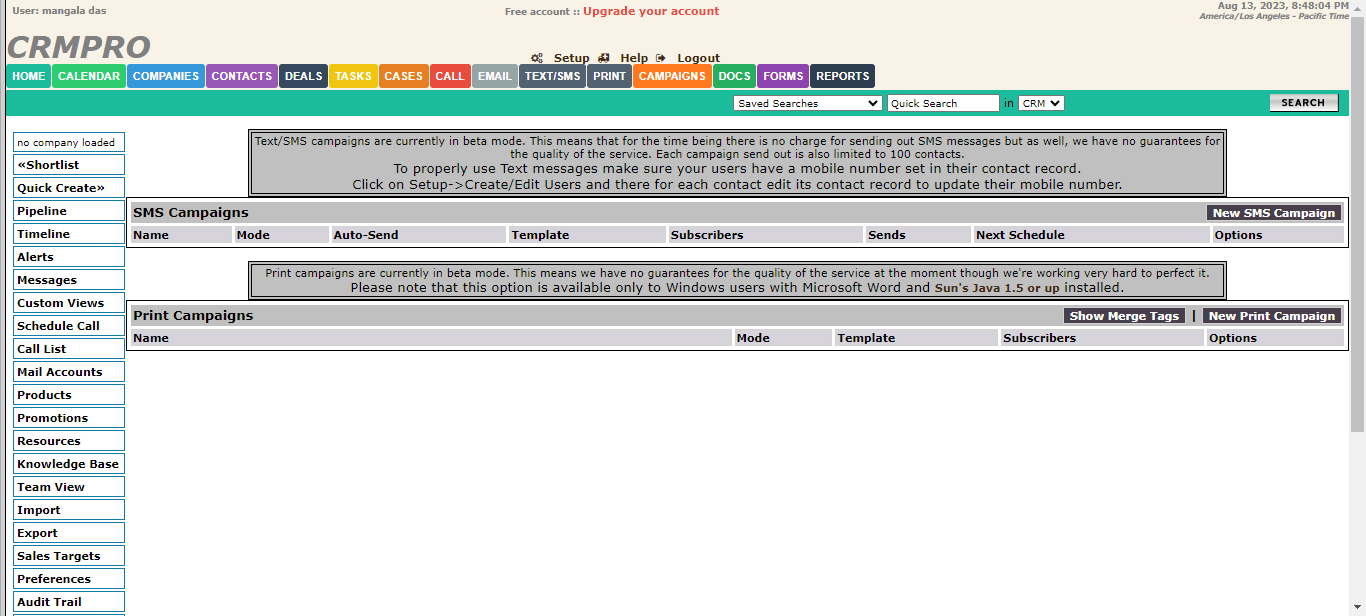 User: mangala das
Free account :: Upgrade your account
Aug 13, 2023, 8:48:04 PM
America/Los Angeles - Pacific Time
CRMPRO
Setup Help Logout
HOME CALENDAR COMPANIES CONTACTS DEALS TASKS CASES CALL EMAIL TEXT/SMS PRINT CAMPAIGNS DOCS FORMS REPORTS
Saved Searches Quick Search in CRM SEARCH
no company loaded
«Shortlist
Quick Create»
Pipeline
Timeline
Alerts
Messages
Custom Views
Schedule Call
Call List
Mail Accounts
Products
Promotions
Resources
Knowledge Base
Team View
Import
Export
Sales Targets
Preferences
Audit Trail
Text/SMS campaigns are currently in beta mode. This means that for the time being there is no charge for sending out SMS messages but as well, we have no guarantees for
the quality of the service. Each campaign send out is also limited to 100 contacts.
To properly use Text messages make sure your users have a mobile number set in their contact record.
Click on Setup->Create/Edit Users and there for each contact edit its contact record to update their mobile number.
SMS Campaigns New SMS Campaign
Name Mode Auto-Send Template Subscribers Sends Next Schedule Options
Print campaigns are currently in beta mode. This means we have no guarantees for the quality of the service at the moment though we're working very hard to perfect it.
Please note that this option is available only to Windows users with Microsoft Word and Sun's Java 1.5 or up installed.
Print Campaigns Show Merge Tags | New Print Campaign
Name Mode Template Subscribers Options